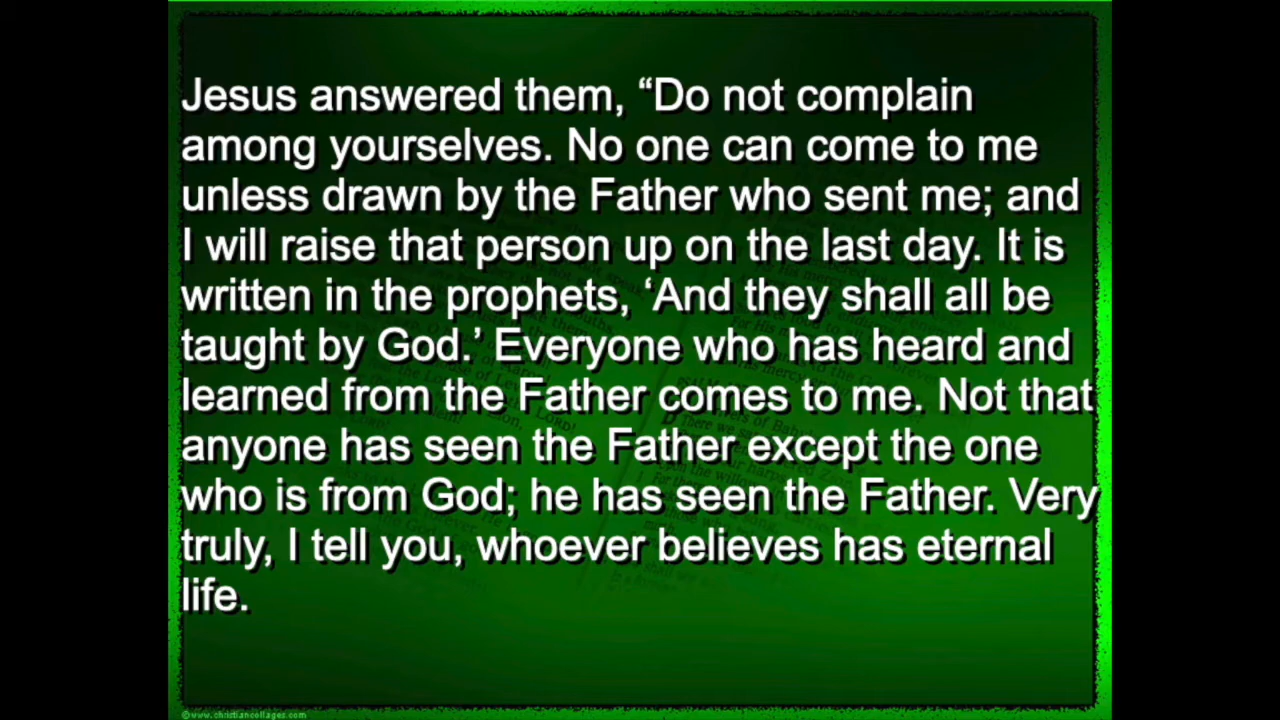 Jesus answered them, “Do not complain
among yourselves. No one can come to me
unless drawn by the Father who sent me; and
I will raise that person up on the last day. It is
written in the prophets, ‘And they shall all be
taught by God.’ Everyone who has heard and
learned from the Father comes to me. Not that
anyone has seen the Father except the one
who is from God; he has seen the Father. Very
truly, I tell you, whoever believes has eternal
life.
©www.christiancollages.com